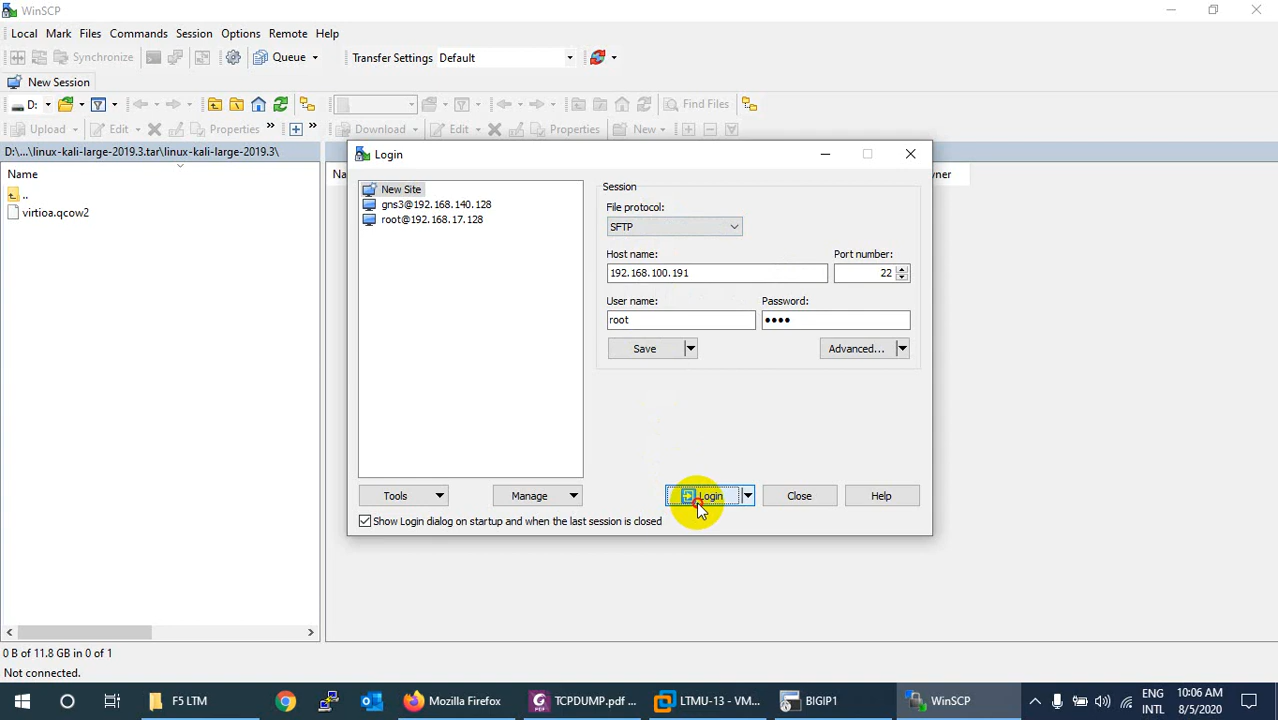 WinSCP
Local Mark Files Commands Session Options Remote Help
Synchronize Queue Transfer Settings Default
New Session
D: Find Files
Upload Edit Properties » » Download Edit Properties New
D:\...\linux-kali-large-2019.3.tar\linux-kali-large-2019.3\
Name
..
virtioa.qcow2
Na
wner
Login
New Site
gns3@192.168.140.128
root@192.168.17.128
Session
File protocol:
SFTP
Host name: Port number:
192.168.100.191 22
User name: Password:
root ••••
Save Advanced...
Tools Manage Login Close Help
Show Login dialog on startup and when the last session is closed
0 B of 11.8 GB in 0 of 1
Not connected.
F5 LTM Mozilla Firefox TCPDUMP.pdf ... LTMU-13 - VM... BIGIP1 WinSCP
ENG
INTL
10:06 AM
8/5/2020